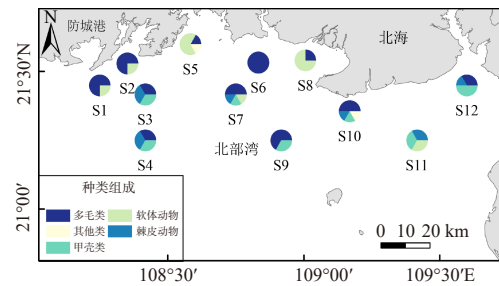 防城港
北海
N
21°30′N
S5
S8
S2
S6
S12
S1
S3
S7
S10
S4
北部湾
S9
S11
种类组成
多毛类 软体动物
其他类 棘皮动物
甲壳类
21°00′
0 10 20 km
108°30′ 109°00′ 109°30′E